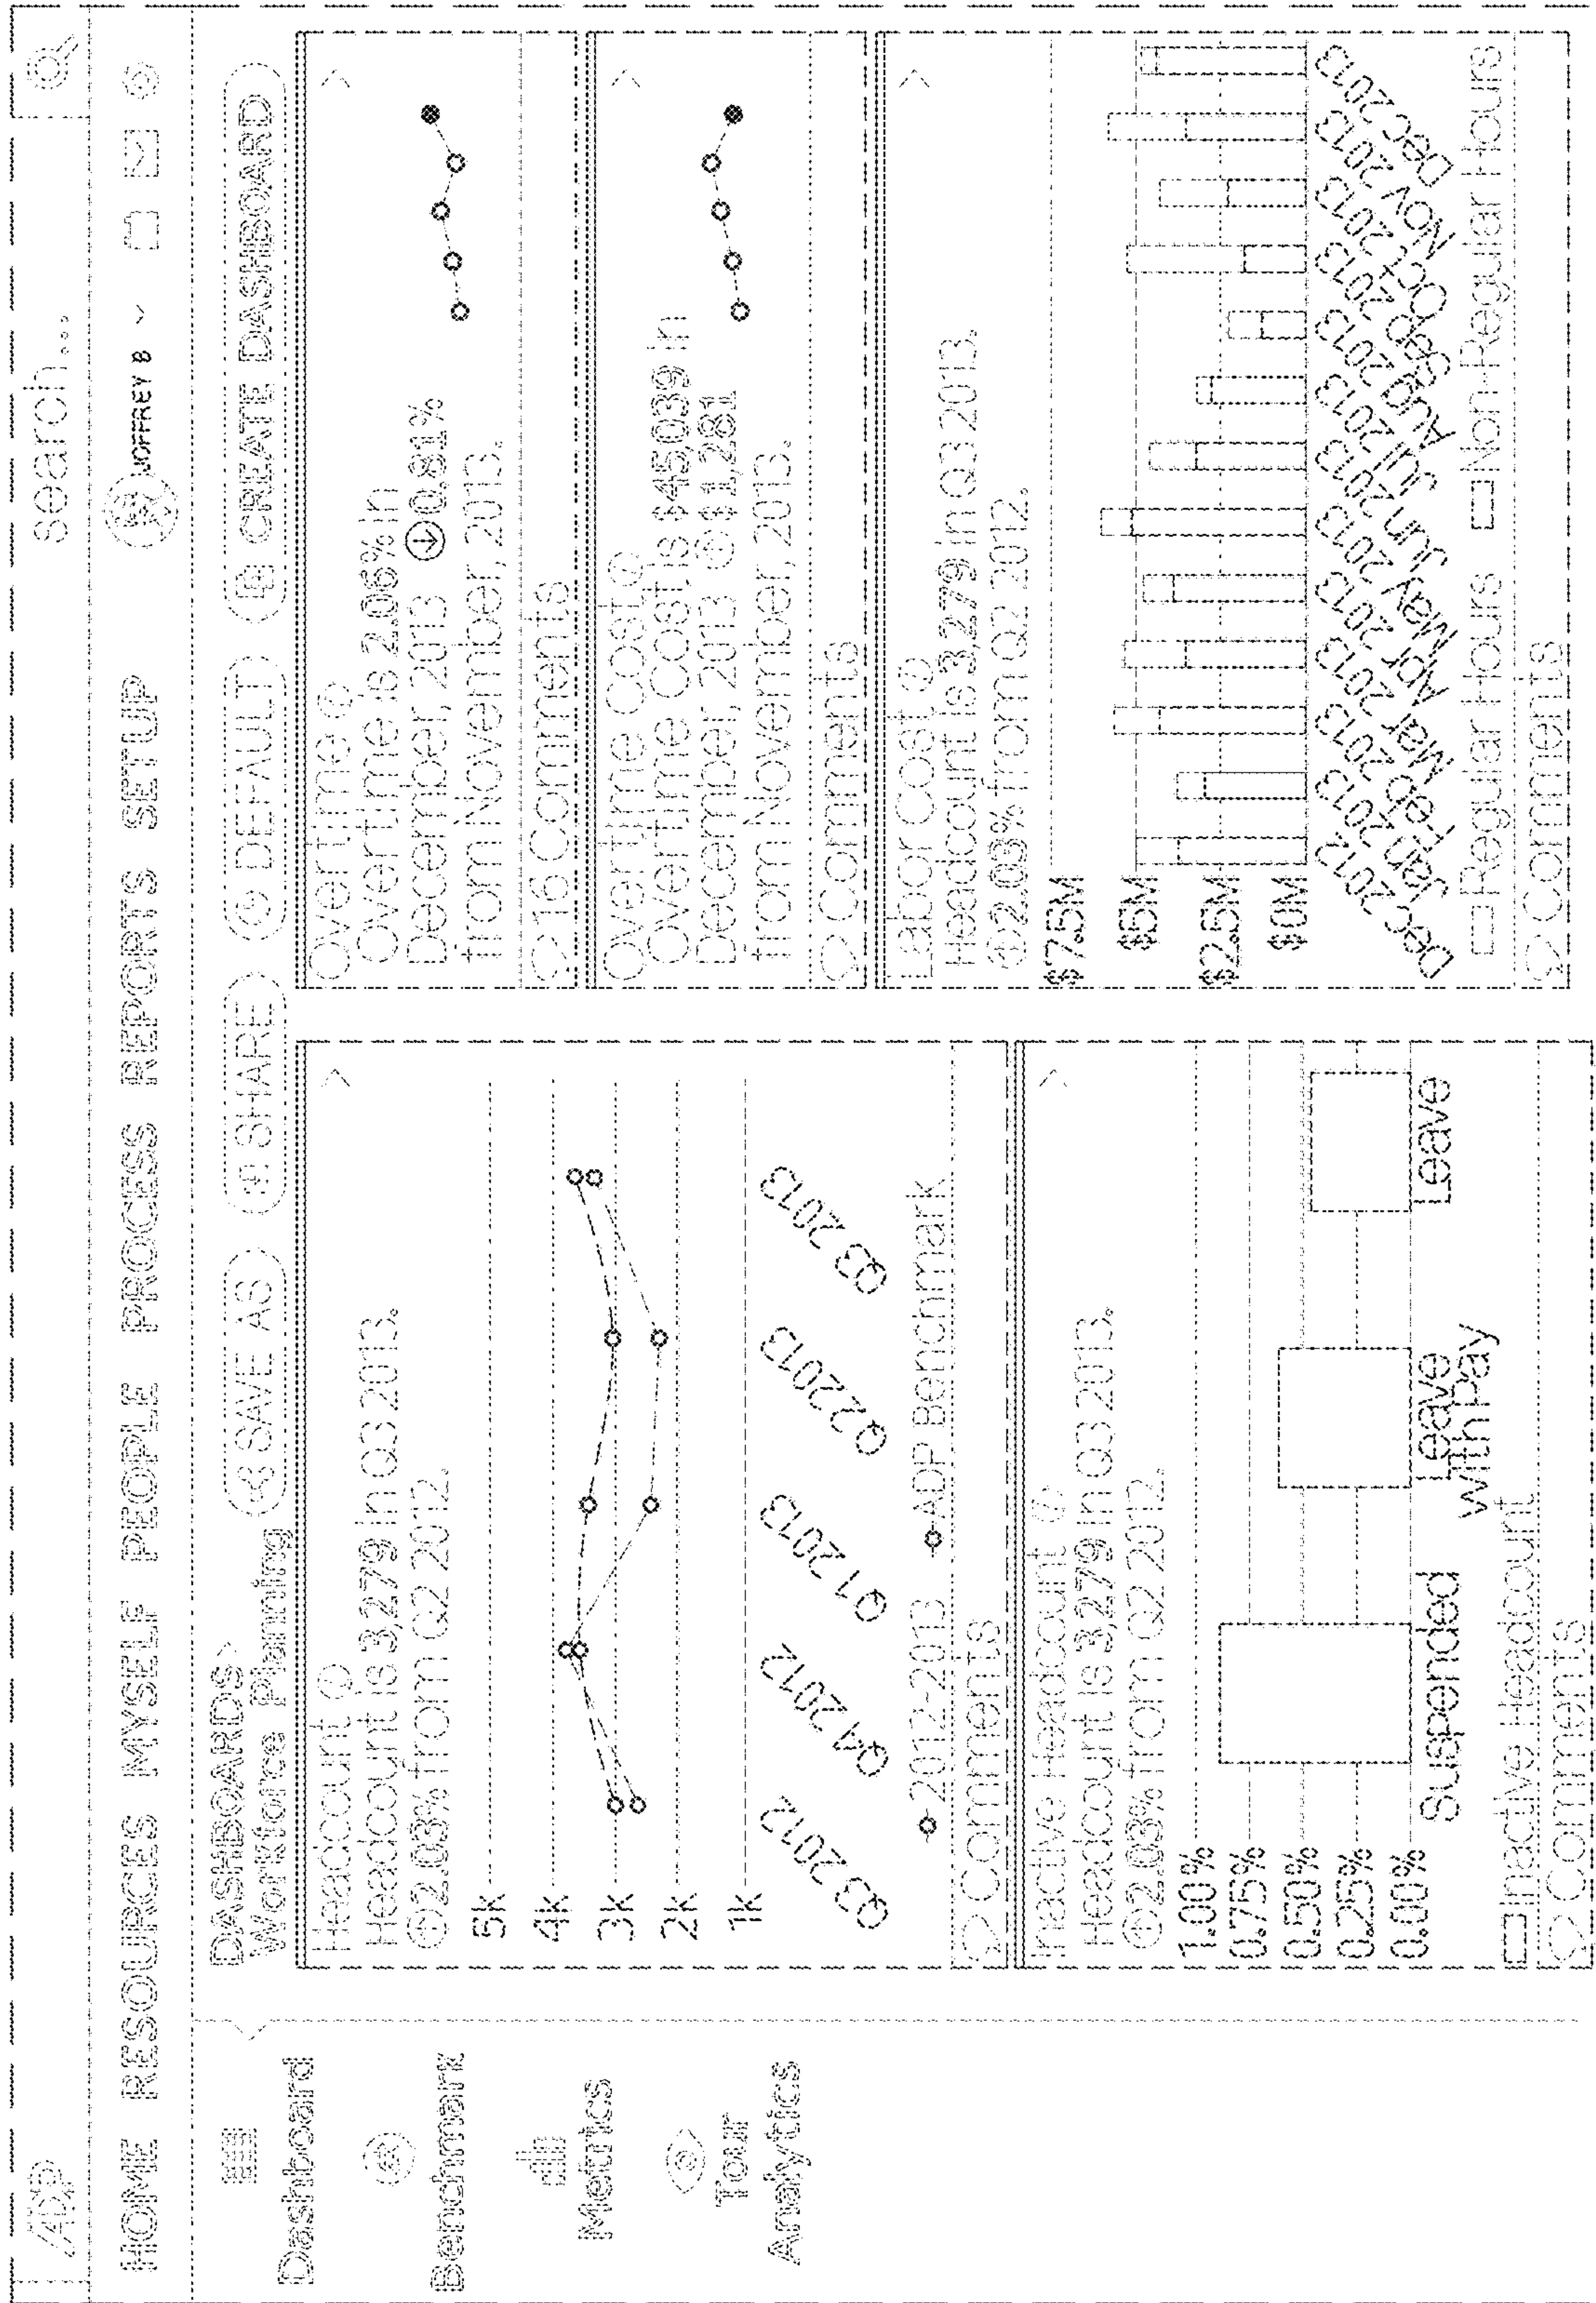 ADP
search...
HOME RESOURCES MYSELF PEOPLE PEOPLE PROCESS REPORTS SETUP
JOFFREY B
Dashboard
Benchmark
Metrics
Tour
Analytics
DASHBOARDS>
Workforce Planning
SAVE AS
SHARE
DEFAULT
CREATE DASHBOARD
Headcount
Headcount is 3,279 in Q3 2013.
2.03% from Q2 2012.
5k
4k
3k
2k
1k
Q3 2012
Q4 2012
Q1 2013
Q2 2013
Q3 2013
2012-2013
ADP Benchmark
Comments
Inactive Headcount
Headcount is 3,279 in Q3 2013.
2.03% from Q2 2012.
1.00%
0.75%
0.50%
0.25%
0.00%
Suspended
Leave
with Pay
Leave
Inactive Headcount
Comments
Overtime
Overtime is 2.06% in
December, 2013 ↓0.81%
from November, 2013.
16 Comments
Overtime Cost
Overtime Cost is $45,039 in
December, 2013 $1,281
from November, 2013.
Comments
Labor Cost
Headcount is 3,279 in Q3 2013.
2.03% from Q2 2012.
$7.5M
$5M
$2.5M
$0M
Jan 2013
Feb 2013
Mar 2013
Apr 2013
May 2013
Jun 2013
Jul 2013
Aug 2013
Sep 2013
Oct 2013
Nov 2013
Dec 2013
Regular Hours
Non-Regular Hours
Comments